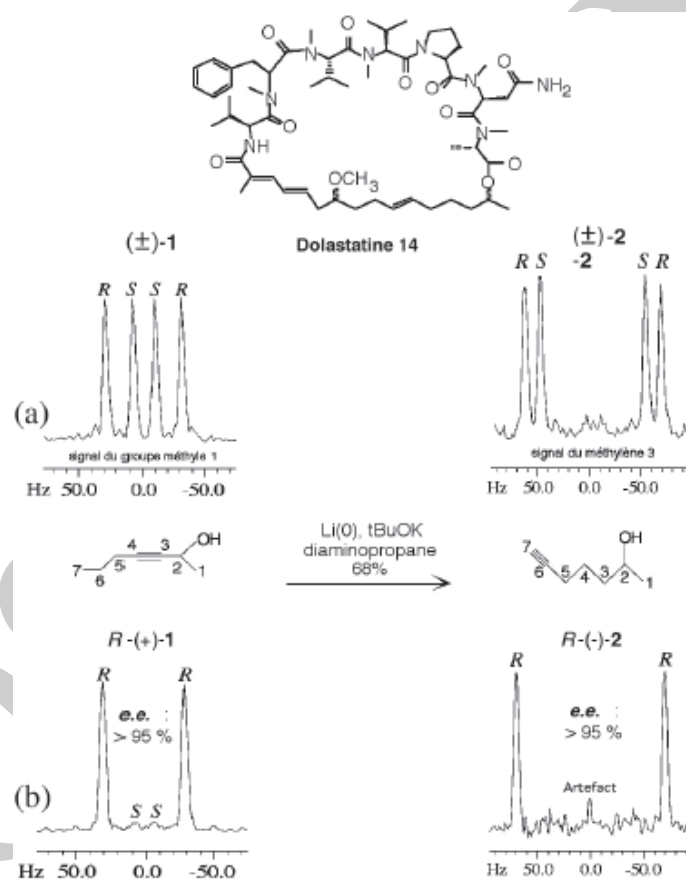 O
N
N
O
N
O
N
O
N
O
N
O
O
NH₂
O
NH
O
N
O
O
OCH₃
(±)-1
Dolastatine 14
(±)-2
-2
R S S R
R S S R
(a)
signal du groupe méthyle 1
signal du méthylène 3
Hz 50.0 0.0 -50.0
Hz 50.0 0.0 -50.0
OH
7 6 5 4 3 2 1
Li(0), tBuOK
diaminopropane
68%
OH
7 6 5 4 3 2 1
R-(+)-1
R-(-)-2
R R
e.e. :
> 95 %
S S
R R
e.e. :
> 95 %
Artefact
(b)
Hz 50.0 0.0 -50.0
Hz 50.0 0.0 -50.0